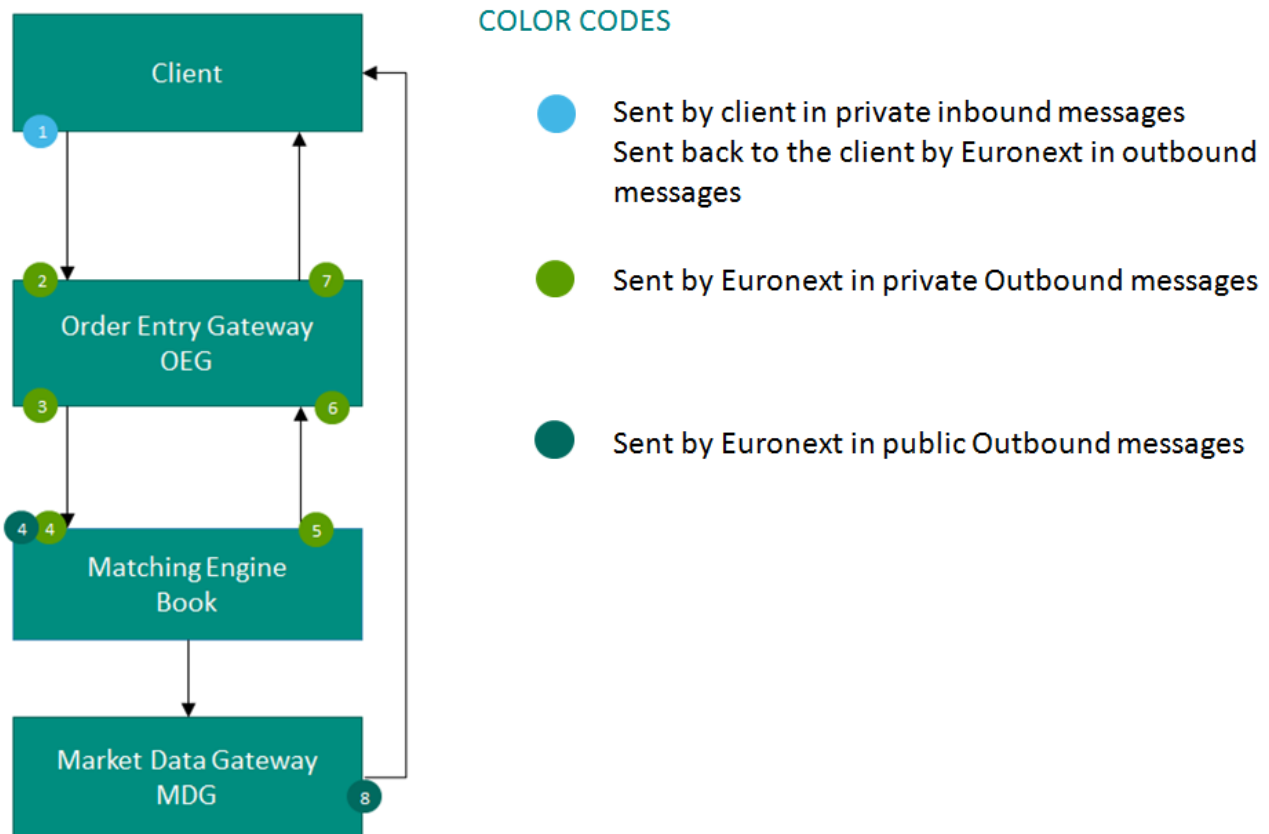 COLOR CODES
Client
1
Sent by client in private inbound messages
Sent back to the client by Euronext in outbound
messages
2
7
Sent by Euronext in private Outbound messages
Order Entry Gateway
OEG
3
6
Sent by Euronext in public Outbound messages
4
4
5
Matching Engine
Book
Market Data Gateway
MDG
8